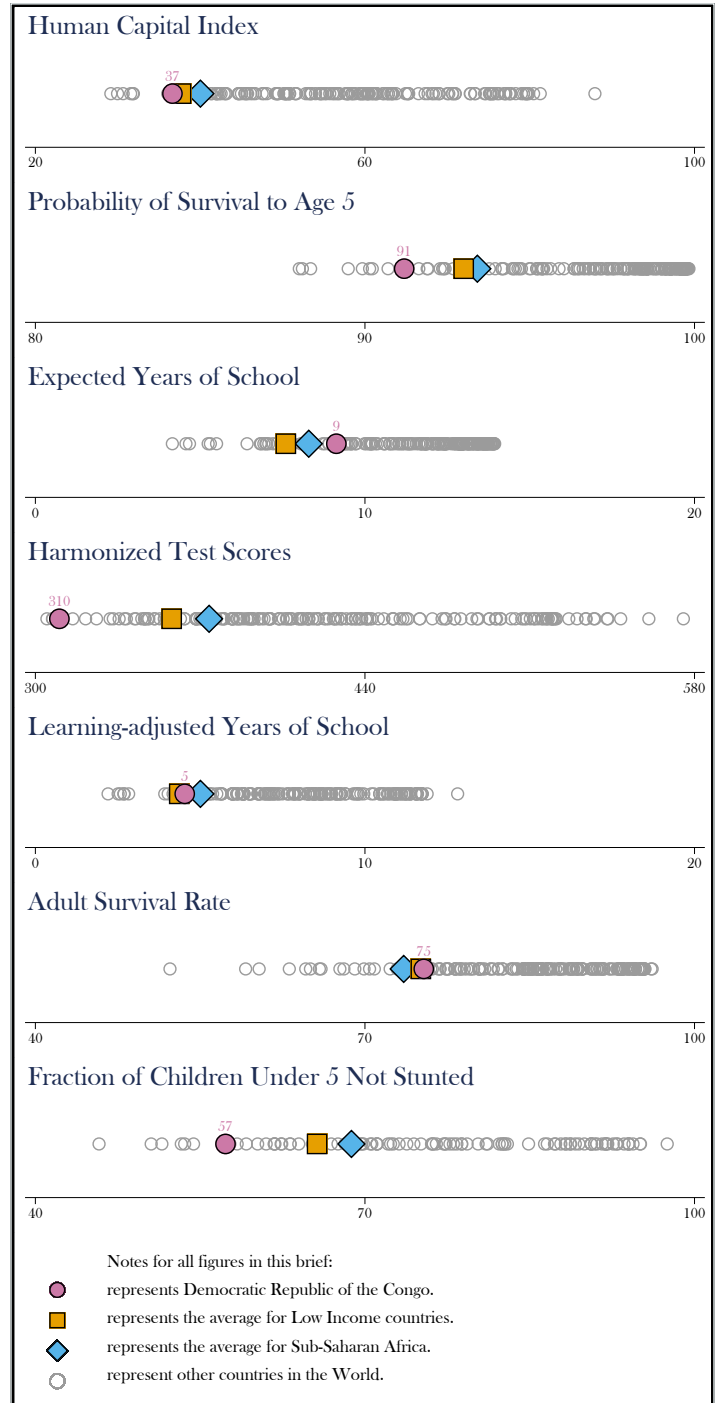 Human Capital Index
37
20 60 100
Probability of Survival to Age 5
91
80 90 100
Expected Years of School
9
0 10 20
Harmonized Test Scores
310
300 440 580
Learning-adjusted Years of School
5
0 10 20
Adult Survival Rate
75
40 70 100
Fraction of Children Under 5 Not Stunted
57
40 70 100
Notes for all figures in this brief:
represents Democratic Republic of the Congo.
represents the average for Low Income countries.
represents the average for Sub-Saharan Africa.
represent other countries in the World.